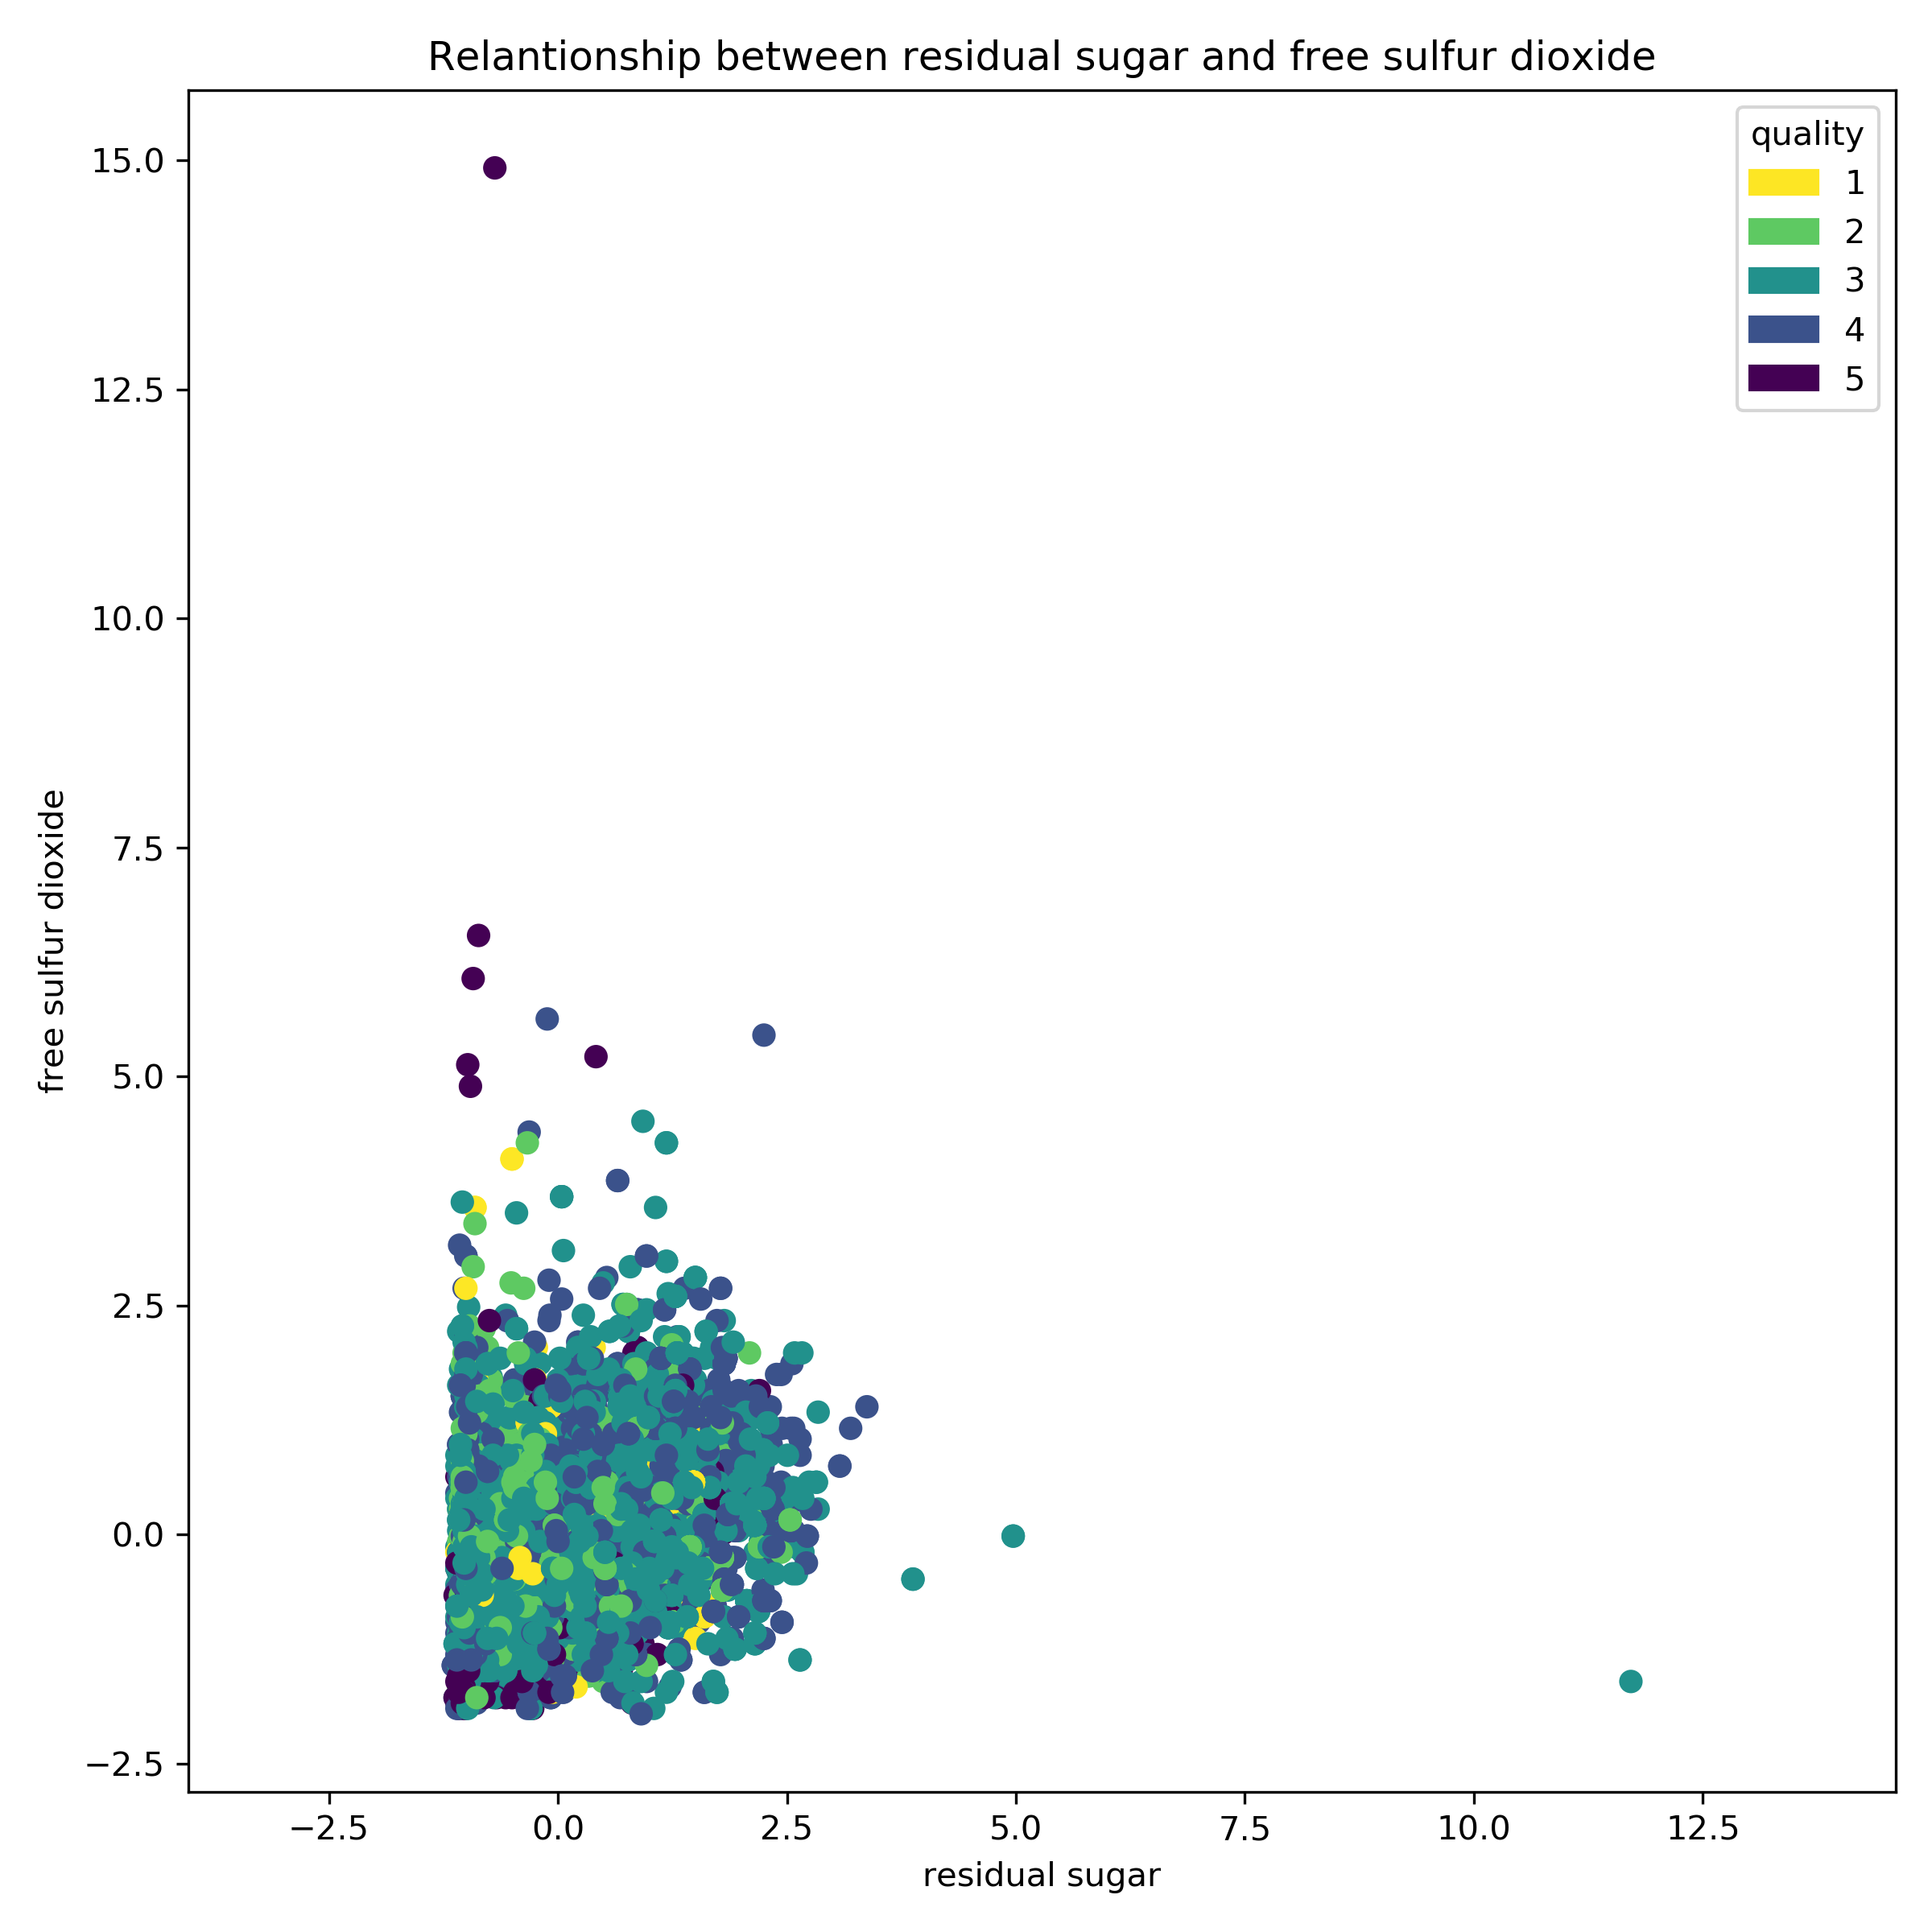 Relantionship between residual sugar and free sulfur dioxide
quality
1
2
3
4
5
15.0
12.5
10.0
7.5
5.0
2.5
0.0
−2.5
free sulfur dioxide
−2.5 0.0 2.5 5.0 7.5 10.0 12.5
residual sugar